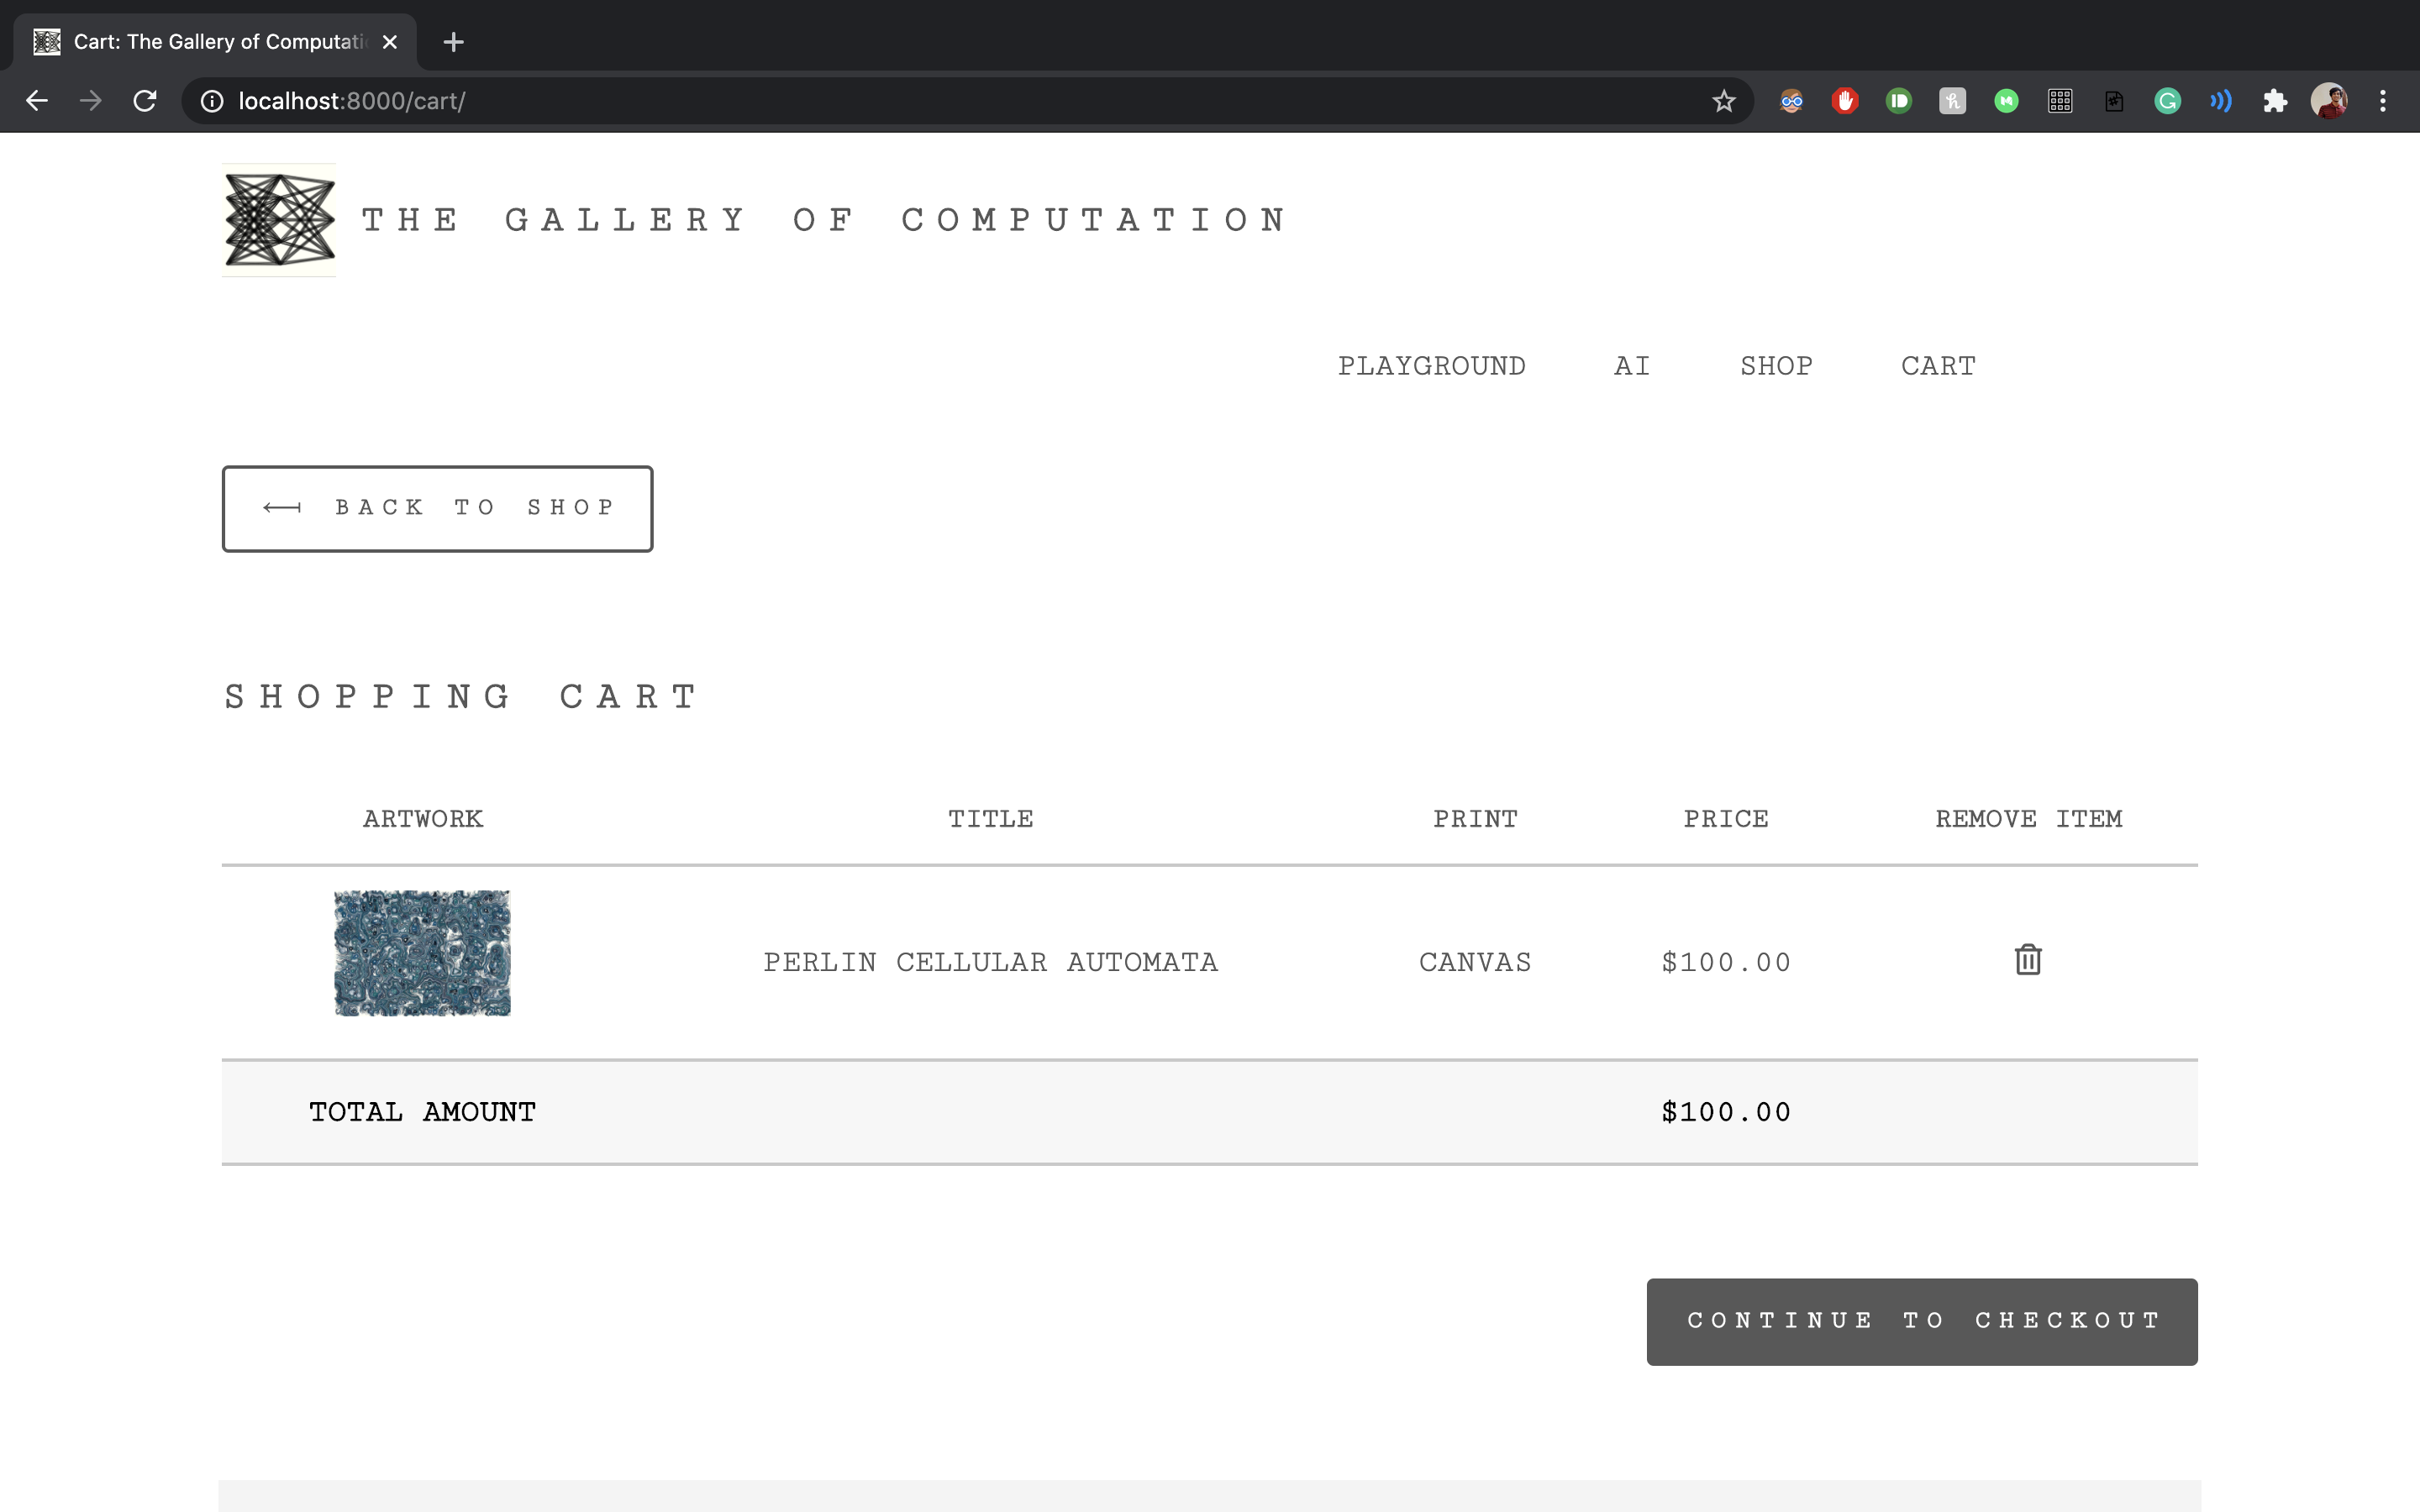 Cart: The Gallery of Computati
localhost:8000/cart/
THE GALLERY OF COMPUTATION
PLAYGROUND AI SHOP CART
BACK TO SHOP
SHOPPING CART
ARTWORK TITLE PRINT PRICE REMOVE ITEM
PERLIN CELLULAR AUTOMATA CANVAS $100.00
TOTAL AMOUNT $100.00
CONTINUE TO CHECKOUT